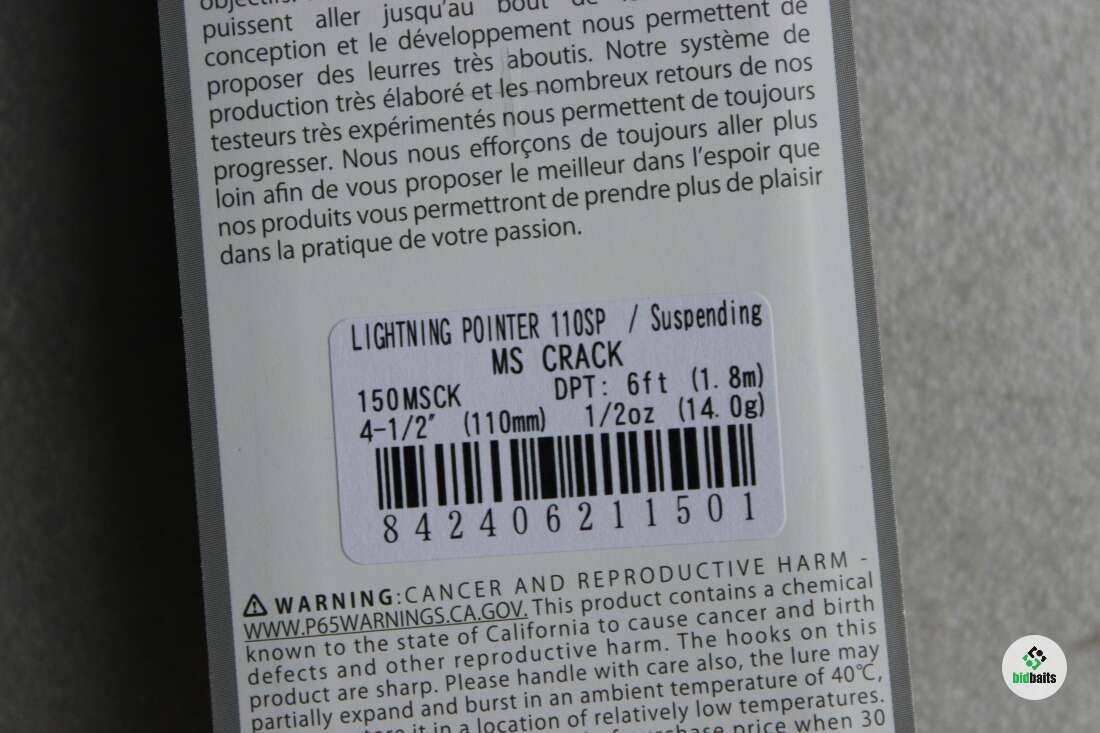 objectifs.
puissent aller jusqu'au bout de
conception et le développement nous permettent de
proposer des leurres très aboutis. Notre système de
production très élaboré et les nombreux retours de nos
testeurs très expérimentés nous permettent de toujours
progresser. Nous nous efforçons de toujours aller plus
loin afin de vous proposer le meilleur dans l'espoir que
nos produits vous permettront de prendre plus de plaisir
dans la pratique de votre passion.
LIGHTNING POINTER 110SP / Suspending
MS CRACK
150MSCK DPT: 6ft (1.8m)
4-1/2" (110mm) 1/2oz (14.0g)
842406211501
WARNING:CANCER AND REPRODUCTIVE HARM -
WWW.P65WARNINGS.CA.GOV. This product contains a chemical
known to the state of California to cause cancer and birth
defects and other reproductive harm. The hooks on this
product are sharp. Please handle with care also, the lure may
partially expand and burst in an ambient temperature of 40℃,
it in a location of relatively low temperatures.
price when 30
bidbaits